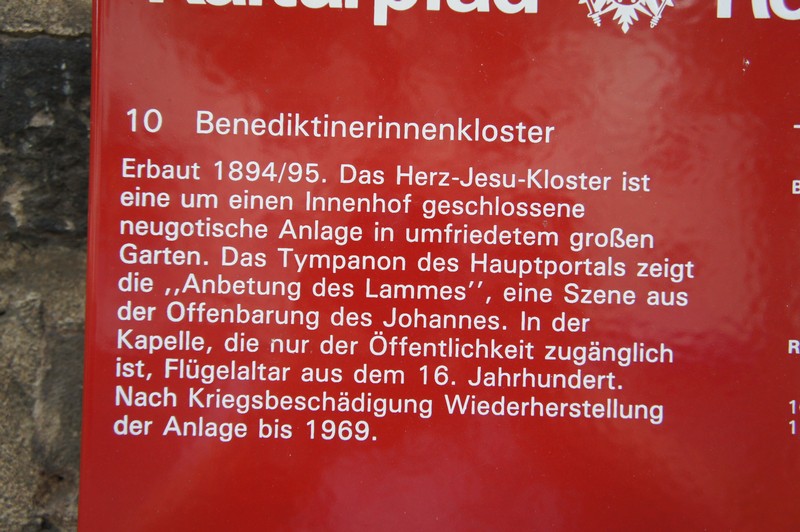 Kulturpfad
10 Benediktinerinnenkloster
Erbaut 1894/95. Das Herz-Jesu-Kloster ist
eine um einen Innenhof geschlossene
neugotische Anlage in umfriedetem großen
Garten. Das Tympanon des Hauptportals zeigt
die ,,Anbetung des Lammes’’, eine Szene aus
der Offenbarung des Johannes. In der
Kapelle, die nur der Öffentlichkeit zugänglich
ist, Flügelaltar aus dem 16. Jahrhundert.
Nach Kriegsbeschädigung Wiederherstellung
der Anlage bis 1969.